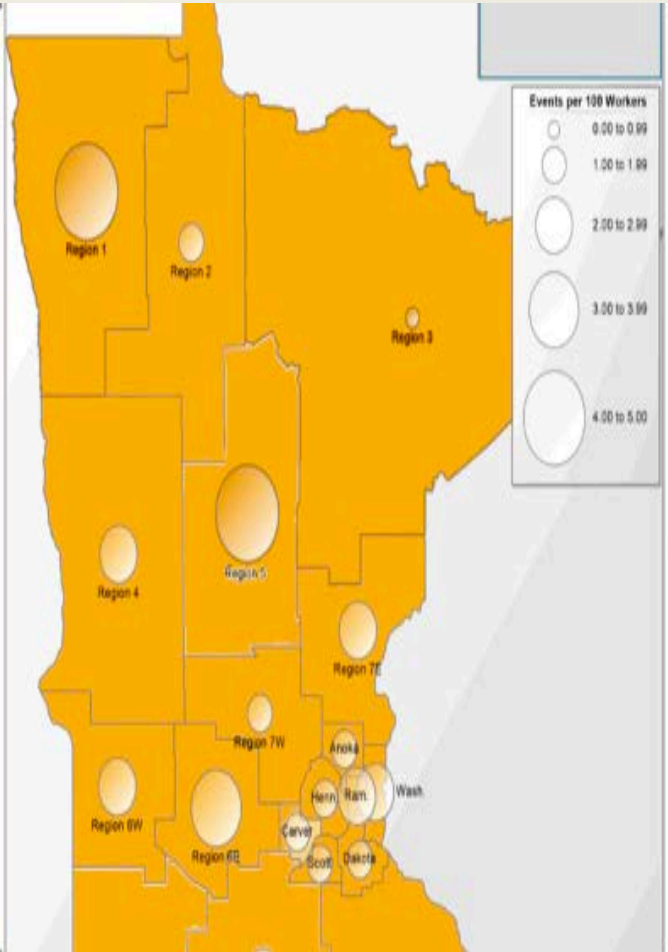 Events per 100 Workers
0.00 to 0.99
1.00 to 1.99
2.00 to 2.99
3.00 to 3.99
4.00 to 5.00
Region 1
Region 2
Region 3
Region 4
Region 5
Region 7E
Region 7W
Anoka
Henn
Ram.
Wash
Region 6W
Region 6E
Carver
Scott
Dakota